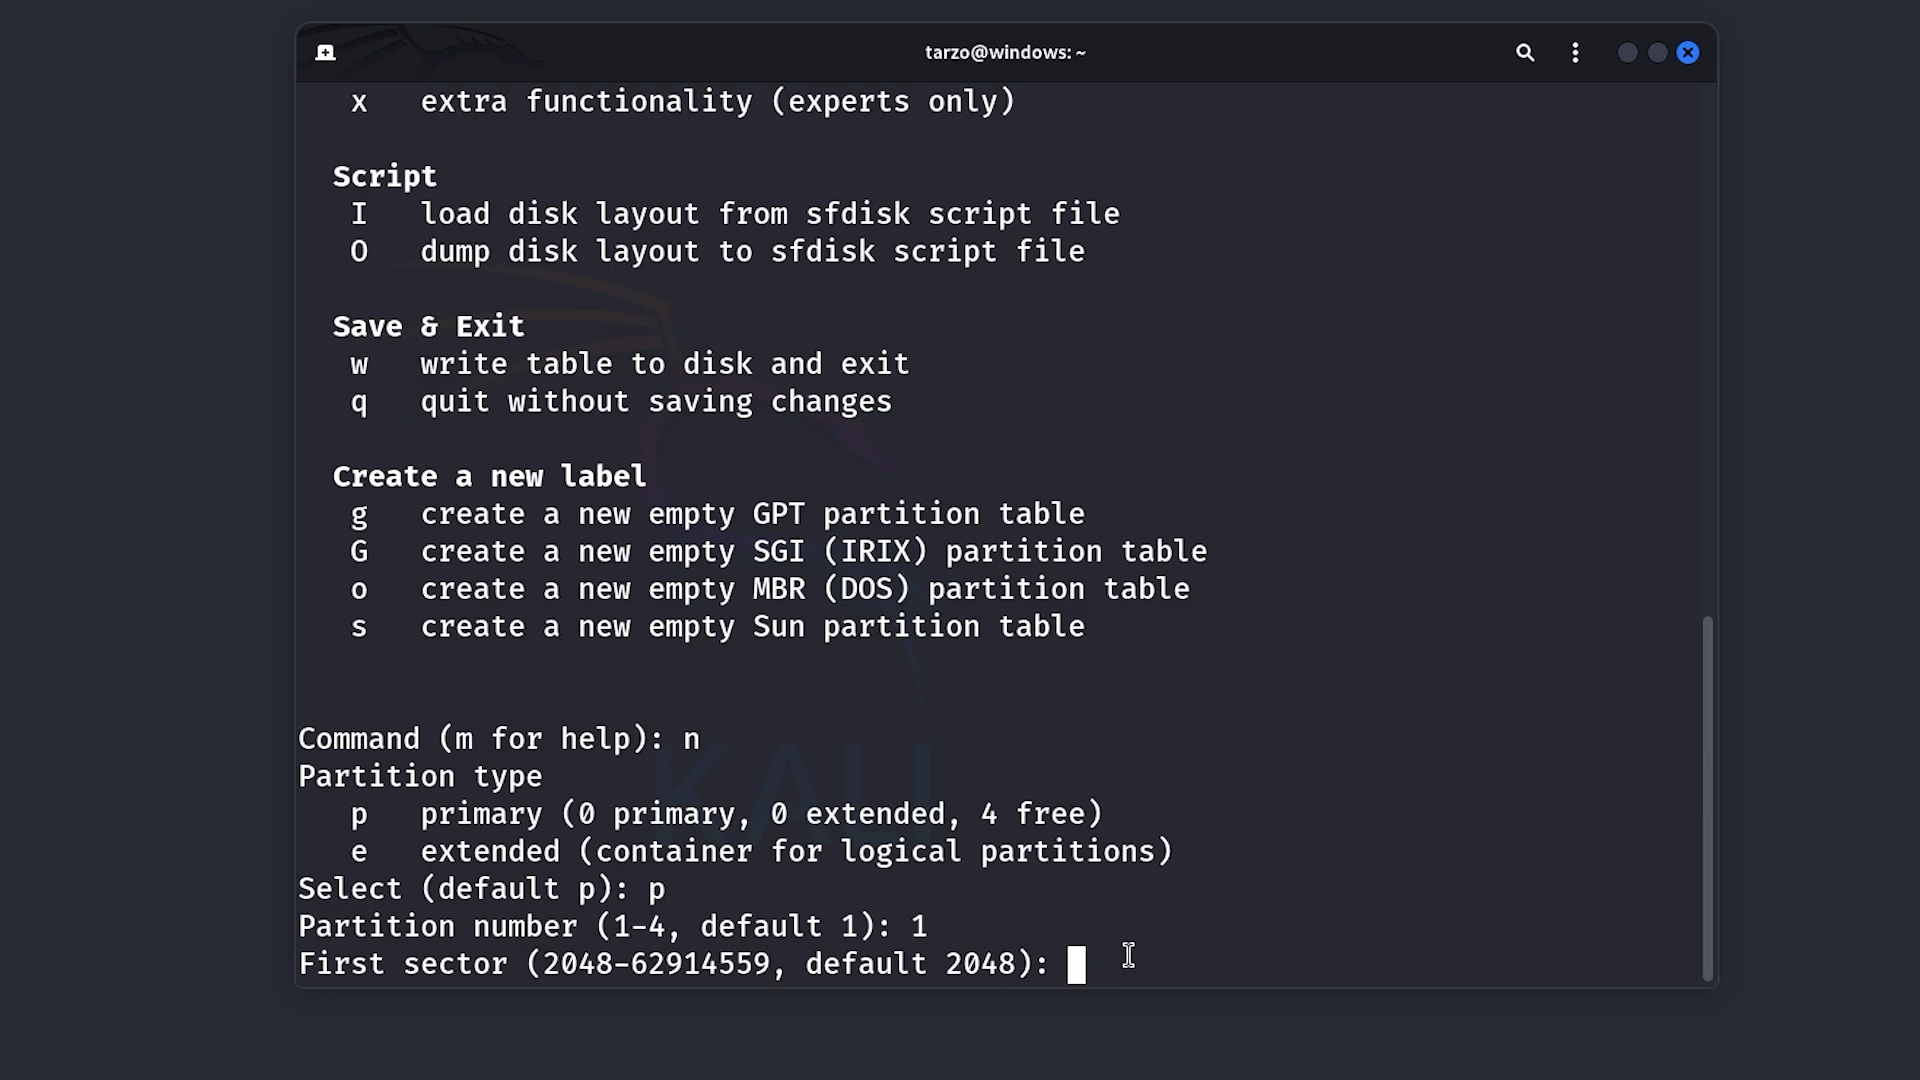 tarzo@windows: ~
x extra functionality (experts only)
Script
I load disk layout from sfdisk script file
O dump disk layout to sfdisk script file
Save & Exit
w write table to disk and exit
q quit without saving changes
Create a new label
g create a new empty GPT partition table
G create a new empty SGI (IRIX) partition table
o create a new empty MBR (DOS) partition table
s create a new empty Sun partition table
Command (m for help): n
Partition type
p primary (0 primary, 0 extended, 4 free)
e extended (container for logical partitions)
Select (default p): p
Partition number (1-4, default 1): 1
First sector (2048-62914559, default 2048):
KALI